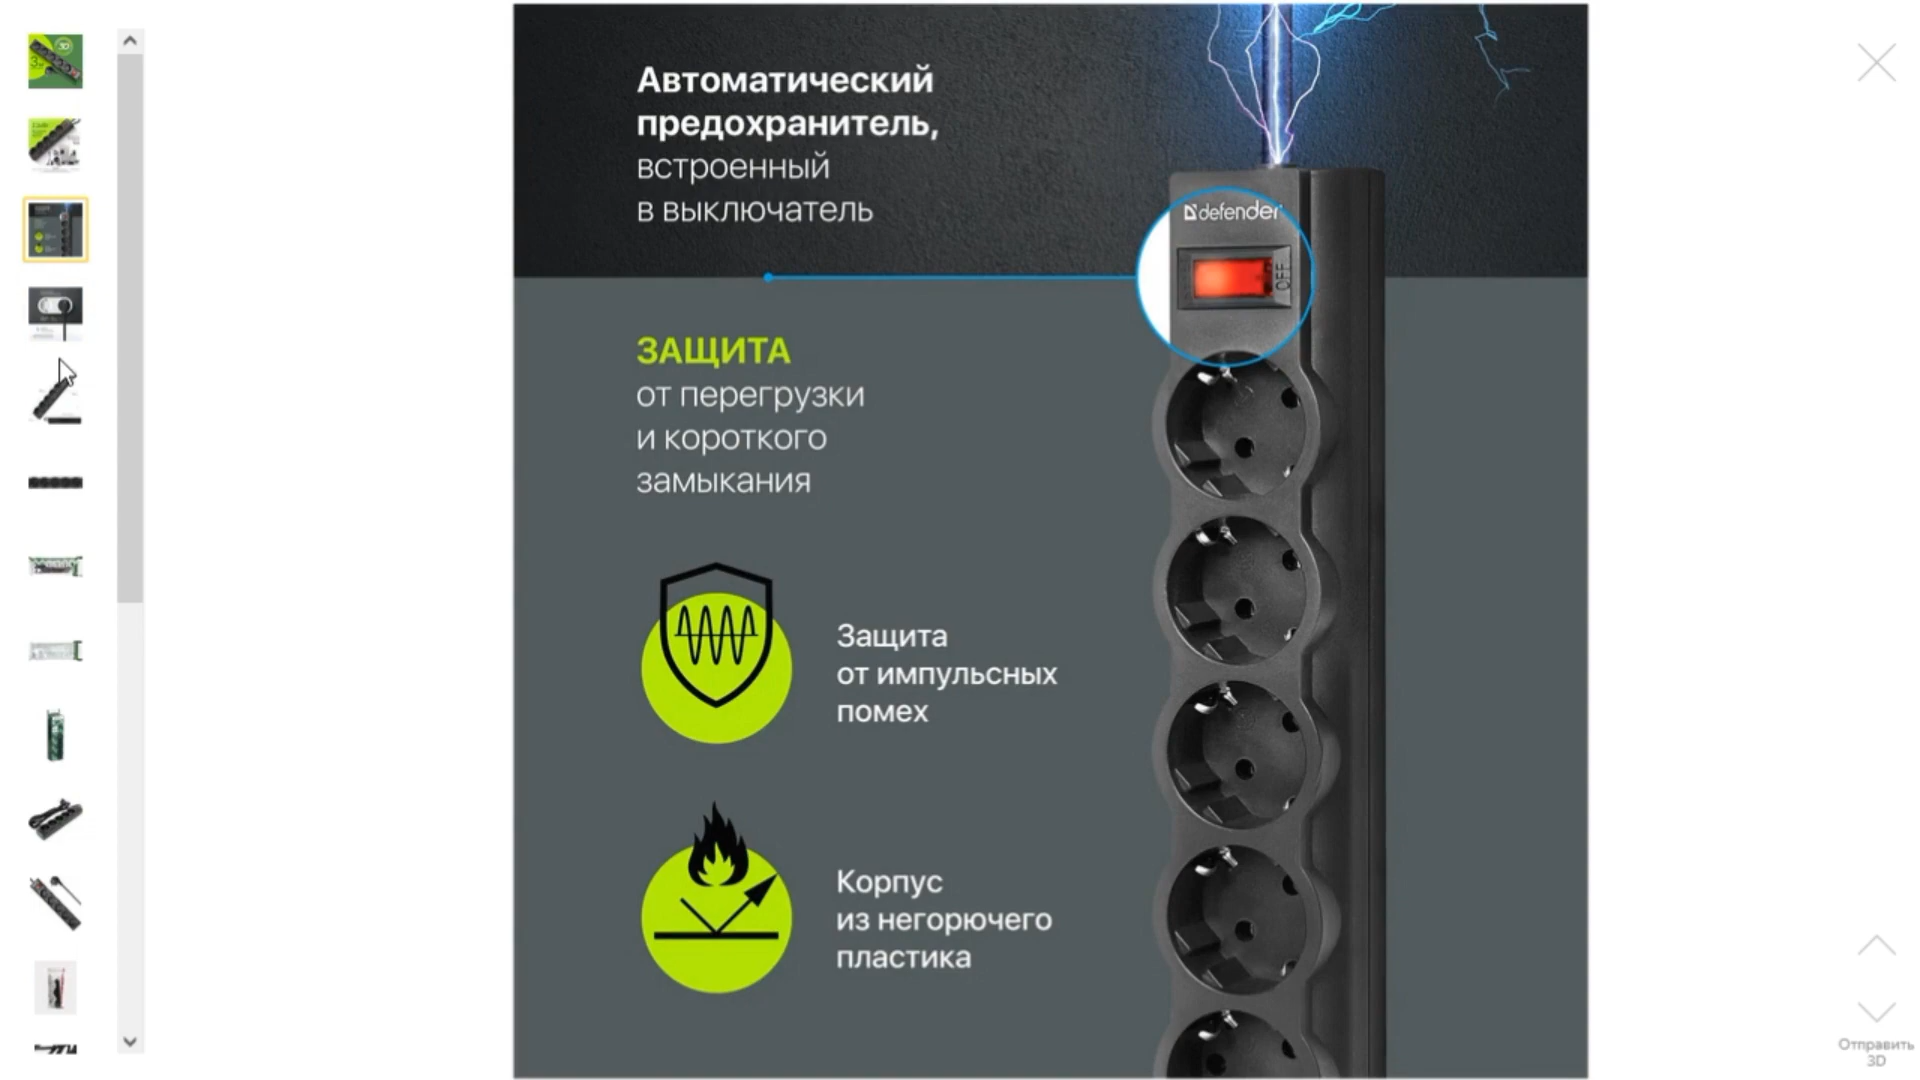 Автоматический
предохранитель,
встроенный
в выключатель
defender
OFF
ЗАЩИТА
от перегрузки
и короткого
замыкания
Защита
от импульсных
помех
Корпус
из негорючего
пластика
Отправить
3D